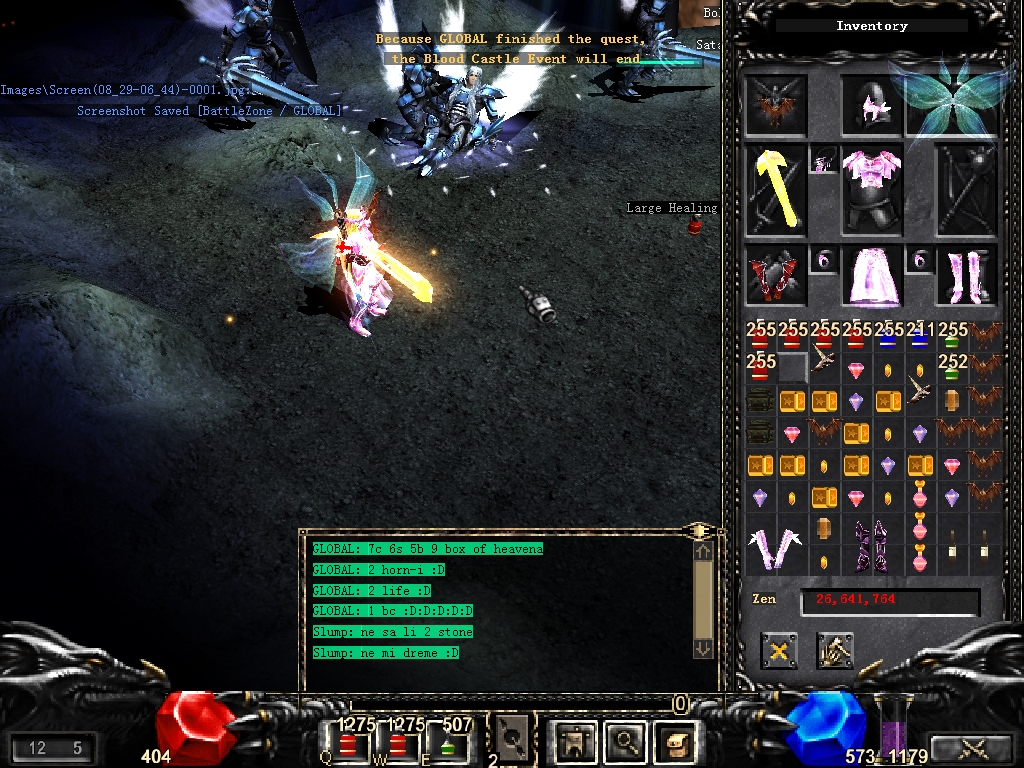 Because GLOBAL finished the quest,
the Blood Castle Event will end
Images\Screen(08_29-06_44)-0001.jpg
Screenshot Saved [BattleZone / GLOBAL]
Bo
Sata
Large Healing
Inventory
255 255 255 255 255 211 255
255 252
GLOBAL: 7c 6s 5b 9 box of heavena
GLOBAL: 2 horn-i :D
GLOBAL: 2 life :D
GLOBAL: 1 bc :D:D:D:D:D
Slump: ne sa li 2 stone
Slump: ne mi dreme :D
Zen 26,641,764
0
1275 1275 507
Q W E 2
12 5
404
573 1179